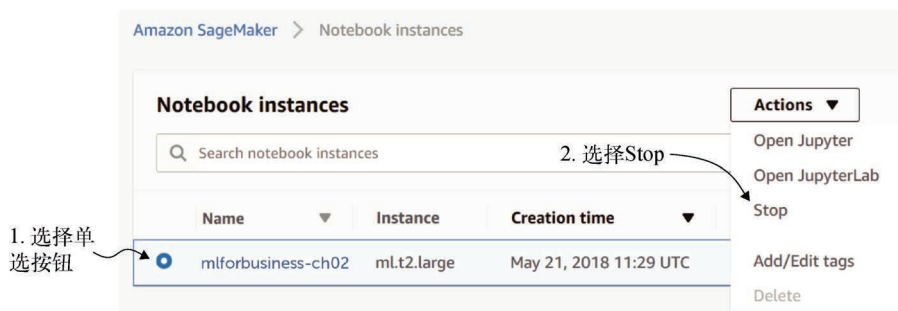 Amazon SageMaker > Notebook instances
Notebook instances
Actions ▼
Search notebook instances
2. 选择Stop
Open Jupyter
Open JupyterLab
Stop
Name ▼ Instance Creation time ▼
1. 选择单
选按钮
mlforbusiness-ch02 ml.t2.large May 21, 2018 11:29 UTC
Add/Edit tags
Delete